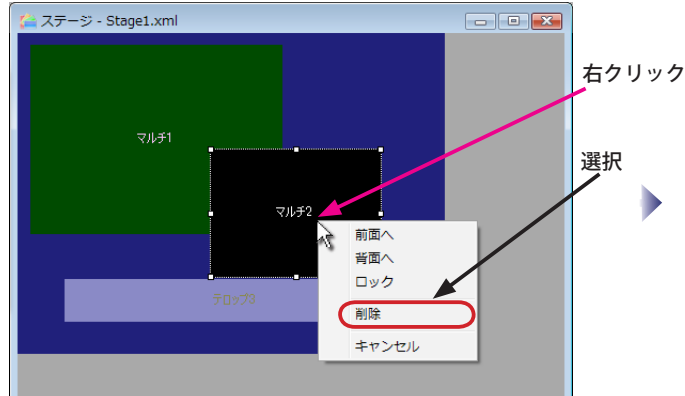 ステージ - Stage1.xml
右クリック
マルチ1
選択
マルチ2
前面へ
背面へ
ロック
テロップ3
削除
キャンセル